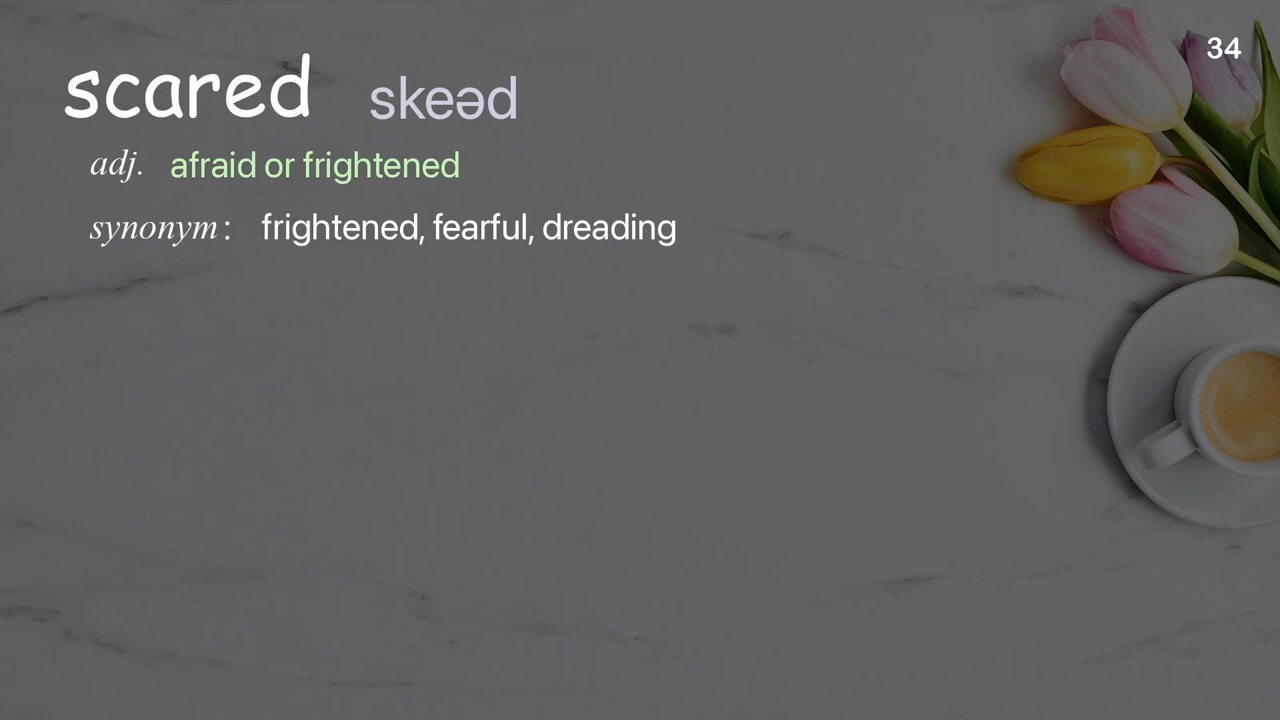 34
scared skeəd
adj. afraid or frightened
synonym: frightened, fearful, dreading